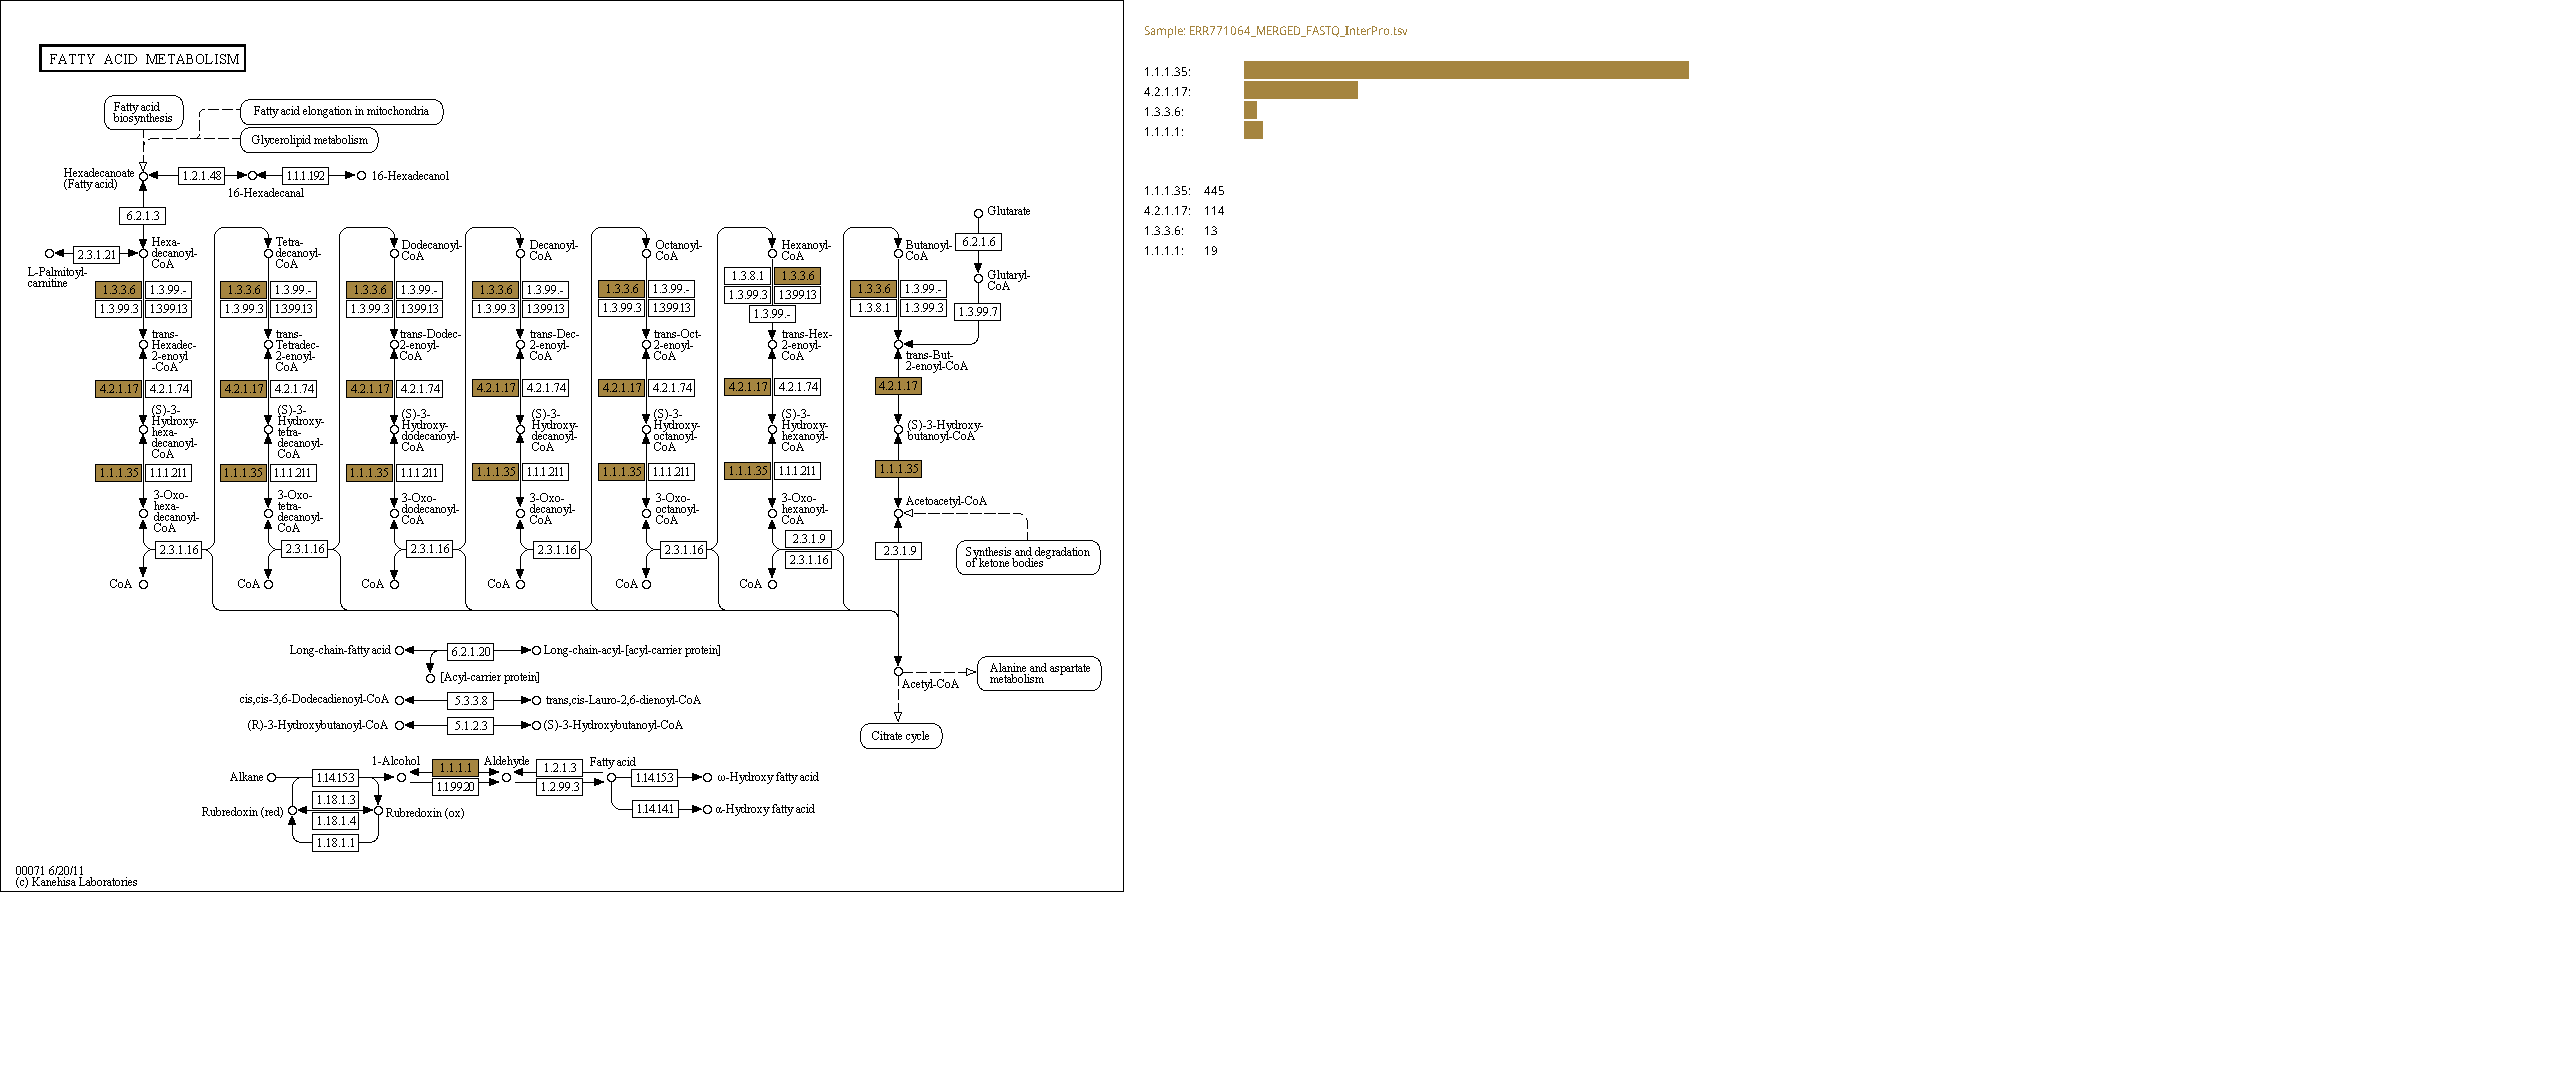 FATTY ACID METABOLISM
Fatty acid
biosynthesis
Fatty acid elongation in mitochondria
Glycerolipid metabolism
Hexadecanoate
(Fatty acid)
1.2.1.48
16-Hexadecanal
1.1.1.192
16-Hexadecanol
6.2.1.3
L-Palmitoyl-
carnitine
2.3.1.21
Hexa-
decanoyl-
CoA
Tetra-
decanoyl-
CoA
Dodecanoyl-
CoA
Decanoyl-
CoA
Octanoyl-
CoA
Hexanoyl-
CoA
Butanoyl-
CoA
Glutarate
6.2.1.6
Glutaryl-
CoA
1.3.99.7
1.3.3.6 1.3.99.-
1.3.99.3 1.3.99.13
1.3.3.6 1.3.99.-
1.3.99.3 1.3.99.13
1.3.3.6 1.3.99.-
1.3.99.3 1.3.99.13
1.3.3.6 1.3.99.-
1.3.99.3 1.3.99.13
1.3.3.6 1.3.99.-
1.3.99.3 1.3.99.13
1.3.8.1 1.3.3.6
1.3.99.3 1.3.99.13
1.3.99.-
1.3.3.6 1.3.99.-
1.3.8.1 1.3.99.3
trans-
Hexadec-
2-enoyl
-CoA
trans-
Tetradec-
2-enoyl-
CoA
trans-Dodec-
2-enoyl-
CoA
trans-Dec-
2-enoyl-
CoA
trans-Oct-
2-enoyl-
CoA
trans-Hex-
2-enoyl-
CoA
trans-But-
2-enoyl-CoA
4.2.1.17 4.2.1.74
4.2.1.17 4.2.1.74
4.2.1.17 4.2.1.74
4.2.1.17 4.2.1.74
4.2.1.17 4.2.1.74
4.2.1.17 4.2.1.74
4.2.1.17
(S)-3-
Hydroxy-
hexa-
decanoyl-
CoA
(S)-3-
Hydroxy-
tetra-
decanoyl-
CoA
(S)-3-
Hydroxy-
dodecanoyl-
CoA
(S)-3-
Hydroxy-
decanoyl-
CoA
(S)-3-
Hydroxy-
octanoyl-
CoA
(S)-3-
Hydroxy-
hexanoyl-
CoA
(S)-3-Hydroxy-
butanoyl-CoA
1.1.1.35 1.1.1.211
1.1.1.35 1.1.1.211
1.1.1.35 1.1.1.211
1.1.1.35 1.1.1.211
1.1.1.35 1.1.1.211
1.1.1.35 1.1.1.211
1.1.1.35
3-Oxo-
hexa-
decanoyl-
CoA
3-Oxo-
tetra-
decanoyl-
CoA
3-Oxo-
dodecanoyl-
CoA
3-Oxo-
decanoyl-
CoA
3-Oxo-
octanoyl-
CoA
3-Oxo-
hexanoyl-
CoA
Acetoacetyl-CoA
2.3.1.16
2.3.1.16
2.3.1.16
2.3.1.16
2.3.1.16
2.3.1.9
2.3.1.16
2.3.1.9
Synthesis and degradation
of ketone bodies
CoA
CoA
CoA
CoA
CoA
CoA
Long-chain-fatty acid
6.2.1.20
Long-chain-acyl-[acyl-carrier protein]
[Acyl-carrier protein]
cis,cis-3,6-Dodecadienoyl-CoA
5.3.3.8
trans,cis-Lauro-2,6-dienoyl-CoA
(R)-3-Hydroxybutanoyl-CoA
5.1.2.3
(S)-3-Hydroxybutanoyl-CoA
Acetyl-CoA
Alanine and aspartate
metabolism
Citrate cycle
Alkane
1.14.15.3
1-Alcohol
1.1.1.1
1.1.99.20
Aldehyde
1.2.1.3
1.2.99.3
Fatty acid
1.14.15.3
ω-Hydroxy fatty acid
1.14.14.1
α-Hydroxy fatty acid
Rubredoxin (red)
1.18.1.3
1.18.1.4
1.18.1.1
Rubredoxin (ox)
00071 6/20/11
(c) Kanehisa Laboratories
Sample: ERR771064_MERGED_FASTQ_InterPro.tsv
1.1.1.35:
4.2.1.17:
1.3.3.6:
1.1.1.1:
1.1.1.35: 445
4.2.1.17: 114
1.3.3.6: 13
1.1.1.1: 19